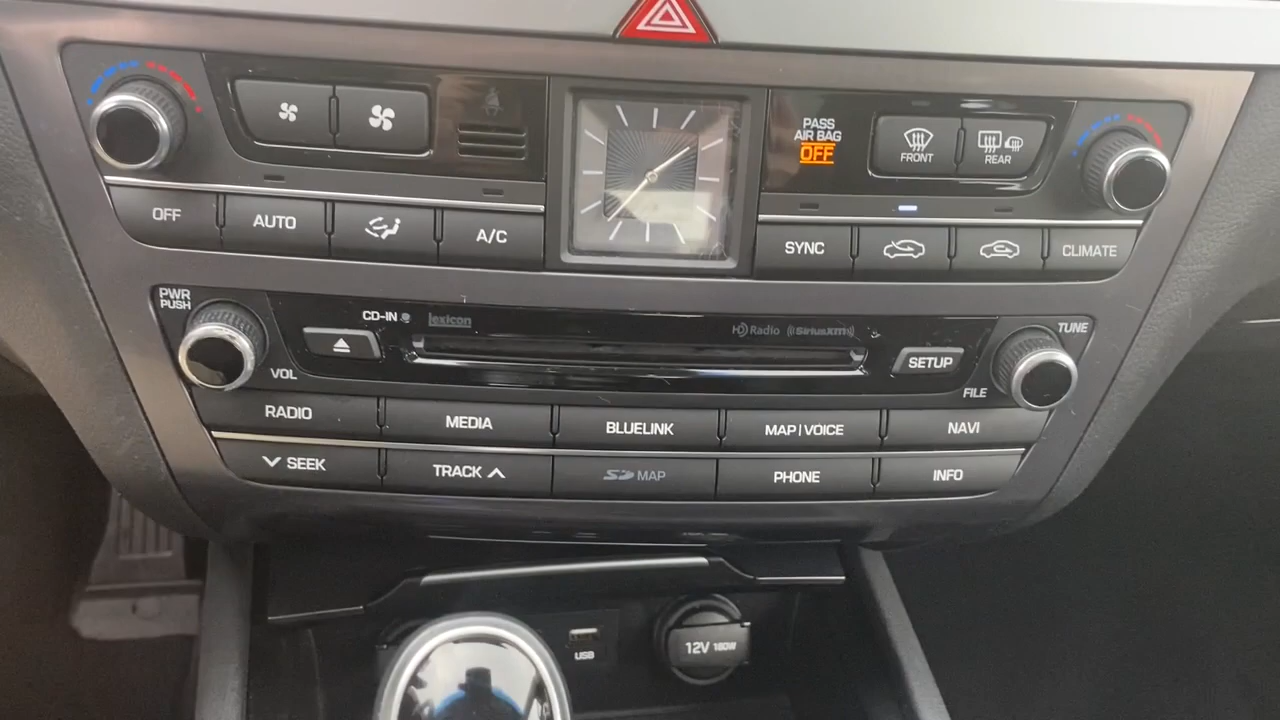 PASS
AIR BAG
OFF
FRONT
REAR
OFF
AUTO
A/C
SYNC
CLIMATE
PWR
PUSH
VOL
CD-IN
lexicon
HD Radio
SiriusXM
SETUP
TUNE
FILE
RADIO
MEDIA
BLUELINK
MAP|VOICE
NAVI
SEEK
TRACK
SD MAP
PHONE
INFO
USB
12V 180W